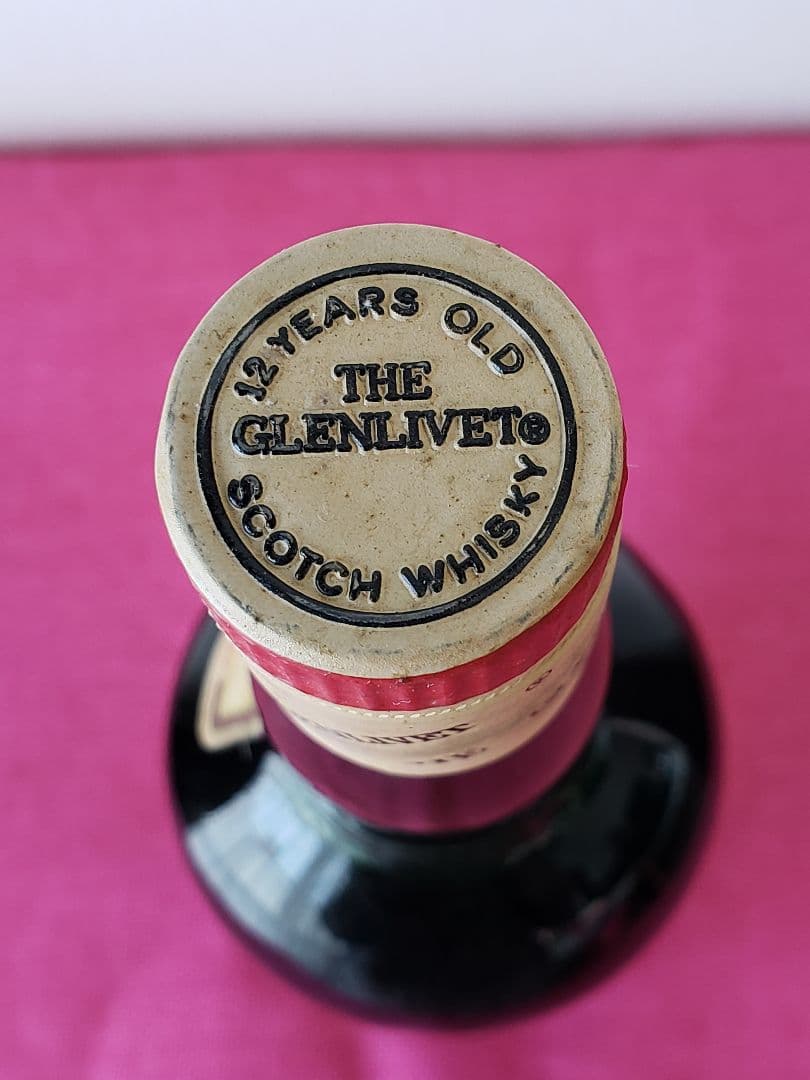 12 YEARS OLD
THE
GLENLIVET®
SCOTCH WHISKY